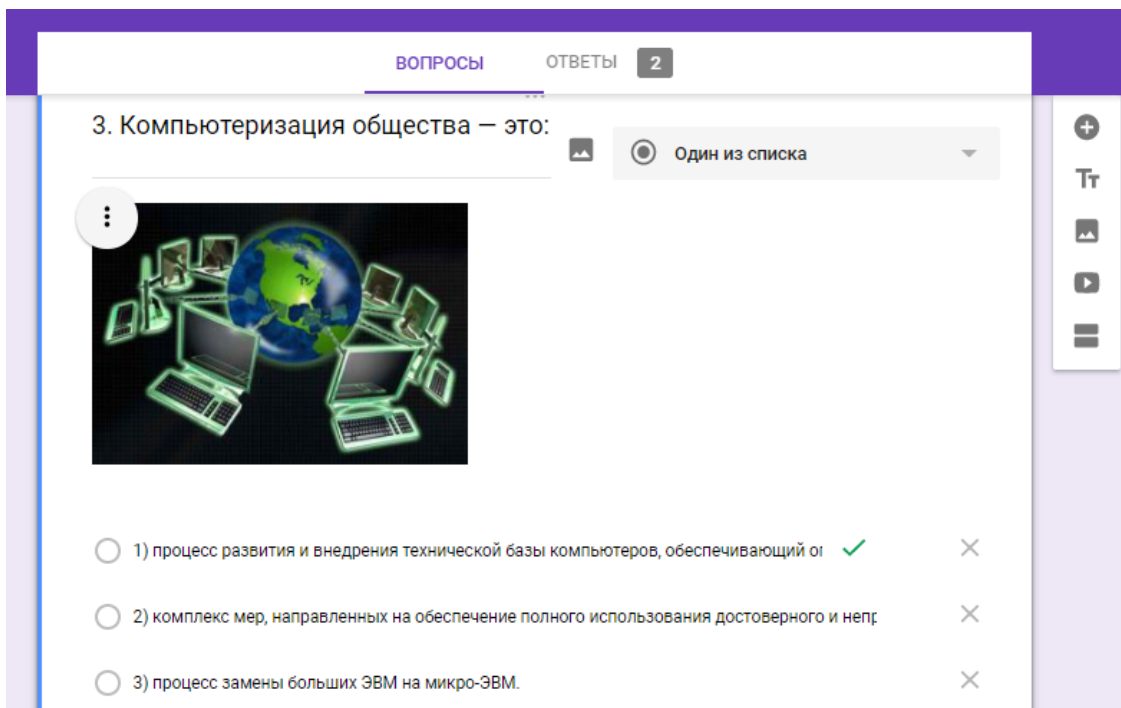 ВОПРОСЫ ОТВЕТЫ 2
3. Компьютеризация общества — это:
Один из списка
Тт
1) процесс развития и внедрения технической базы компьютеров, обеспечивающий
2) комплекс мер, направленных на обеспечение полного использования достоверного и
3) процесс замены больших ЭВМ на микро-ЭВМ.